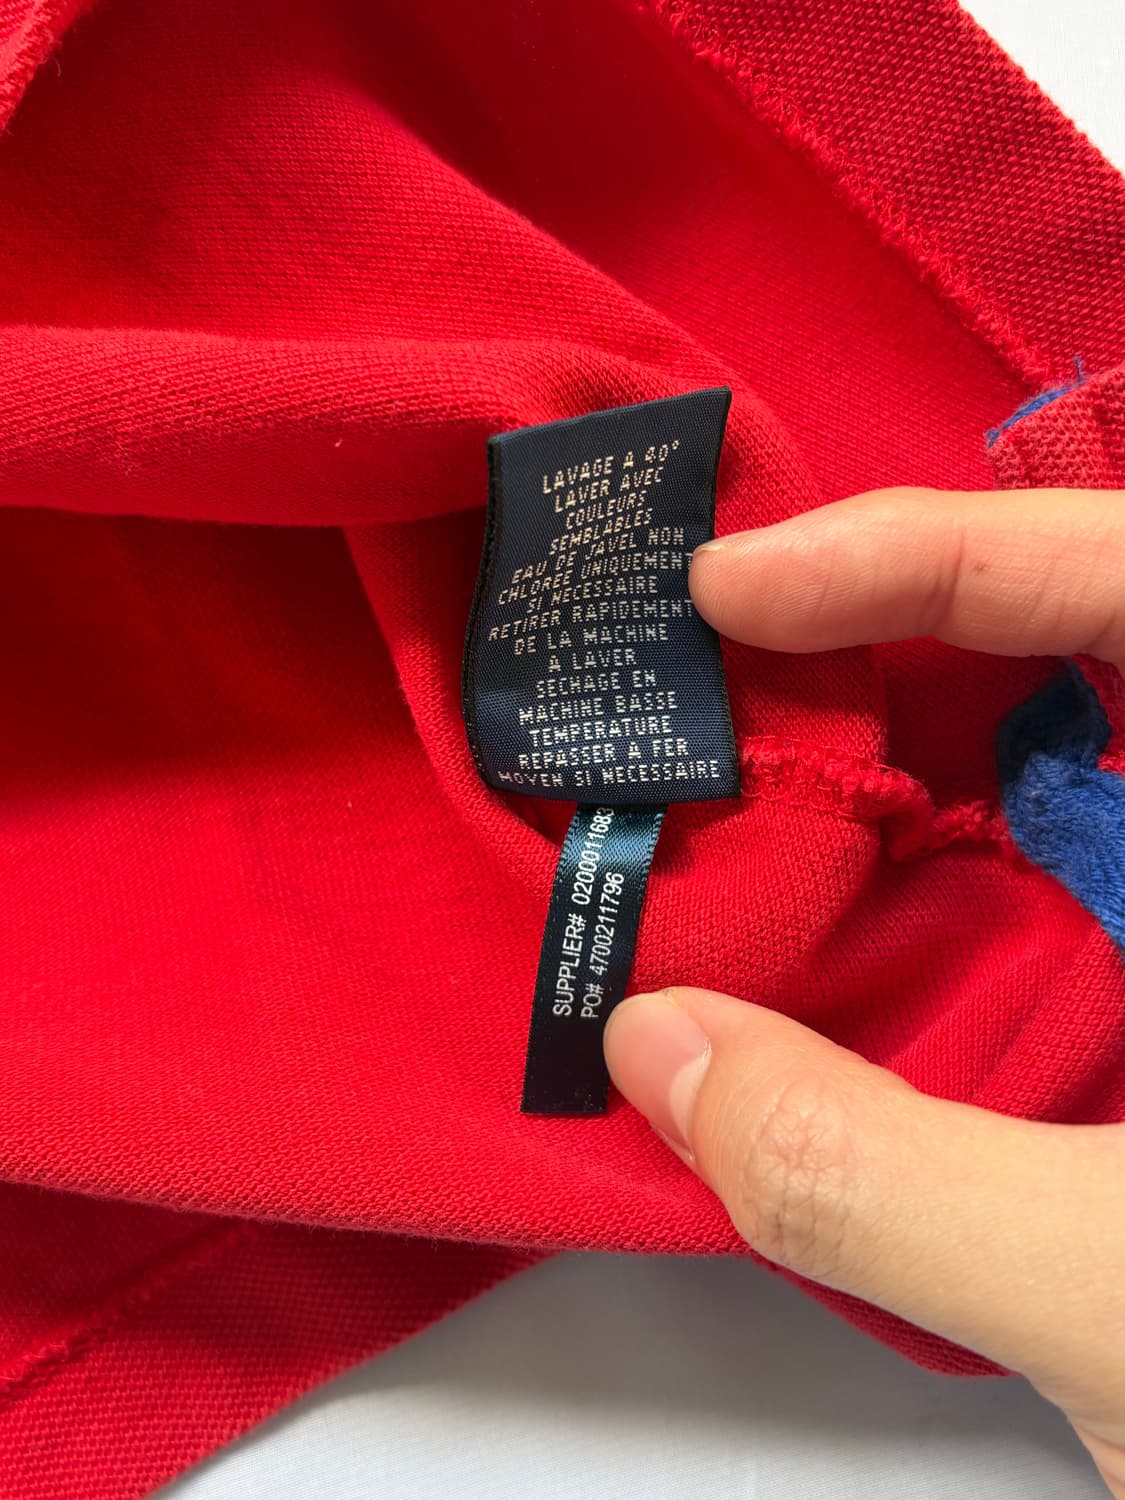 LAVAGE A 40°
LAVER AVEC
COULEURS
SEMBLABLES
EAU DE JAVEL NON
CHLOREE UNIQUEMENT
SI NECESSAIRE
RETIRER RAPIDEMENT
DE LA MACHINE
A LAVER
SECHAGE EN
MACHINE BASSE
TEMPERATURE
REPASSER A FER
MOYEN SI NECESSAIRE
SUPPLIER# 0200011683
PO# 4700211796